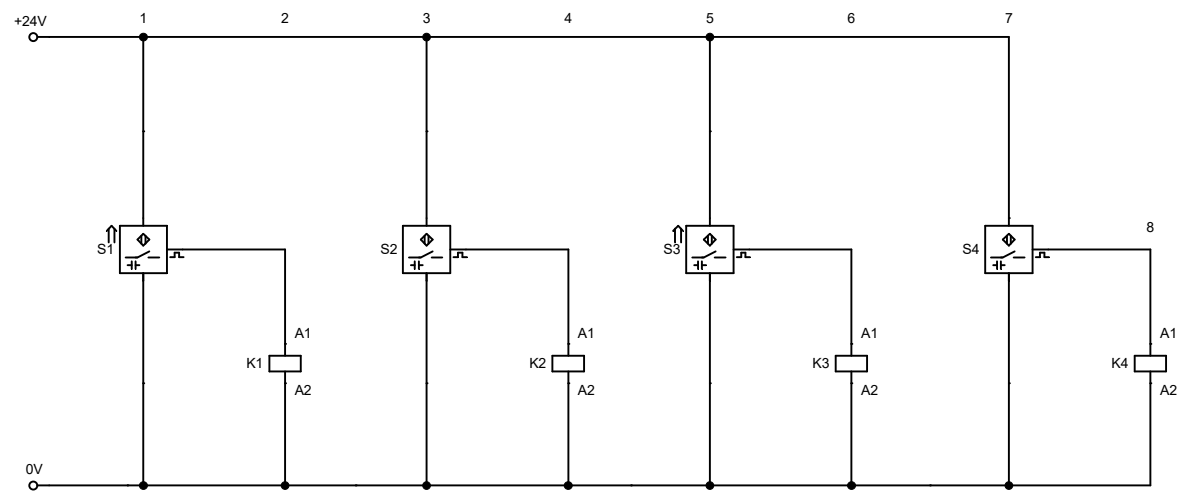 +24V 1 2 3 4 5 6 7
8
S1 S2 S3 S4
A1 A1 A1 A1
K1 K2 K3 K4
A2 A2 A2 A2
0V